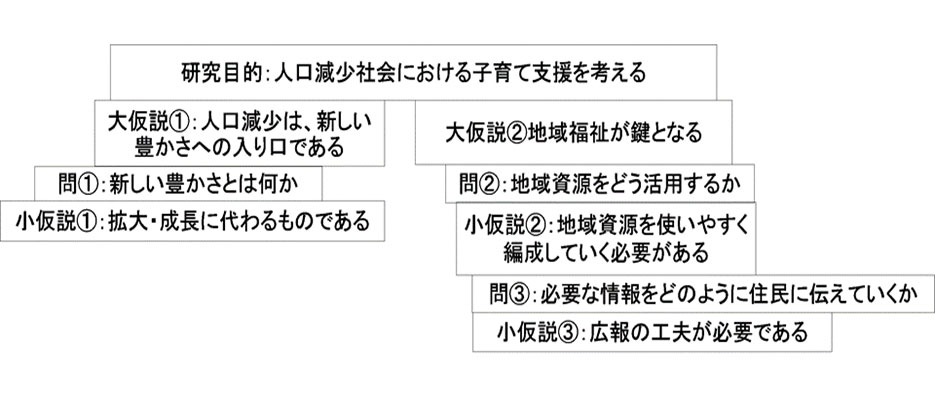 研究目的：人口減少社会における子育て支援を考える
大仮説①：人口減少は、新しい
豊かさへの入り口である
問①：新しい豊かさとは何か
小仮説①：拡大・成長に代わるものである
大仮説②地域福祉が鍵となる
問②：地域資源をどう活用するか
小仮説②：地域資源を使いやすく
編成していく必要がある
問③：必要な情報をどのように住民に伝えていくか
小仮説③：広報の工夫が必要である